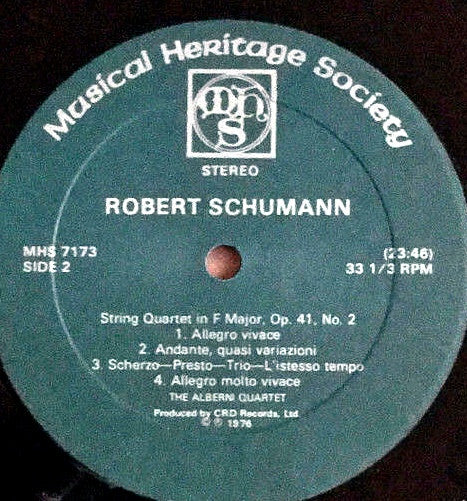 Musical Heritage Society
mhs
STEREO
ROBERT SCHUMANN
MHS 7173
SIDE 2
(23:46)
33 1/3 RPM
String Quartet in F Major, Op. 41, No. 2
1. Allegro vivace
2. Andante, quasi variazioni
3. Scherzo—Presto—Trio—L'istesso tempo
4. Allegro molto vivace
THE ALBERNI QUARTET
Produced by CRD Records, Ltd.
© ℗ 1976